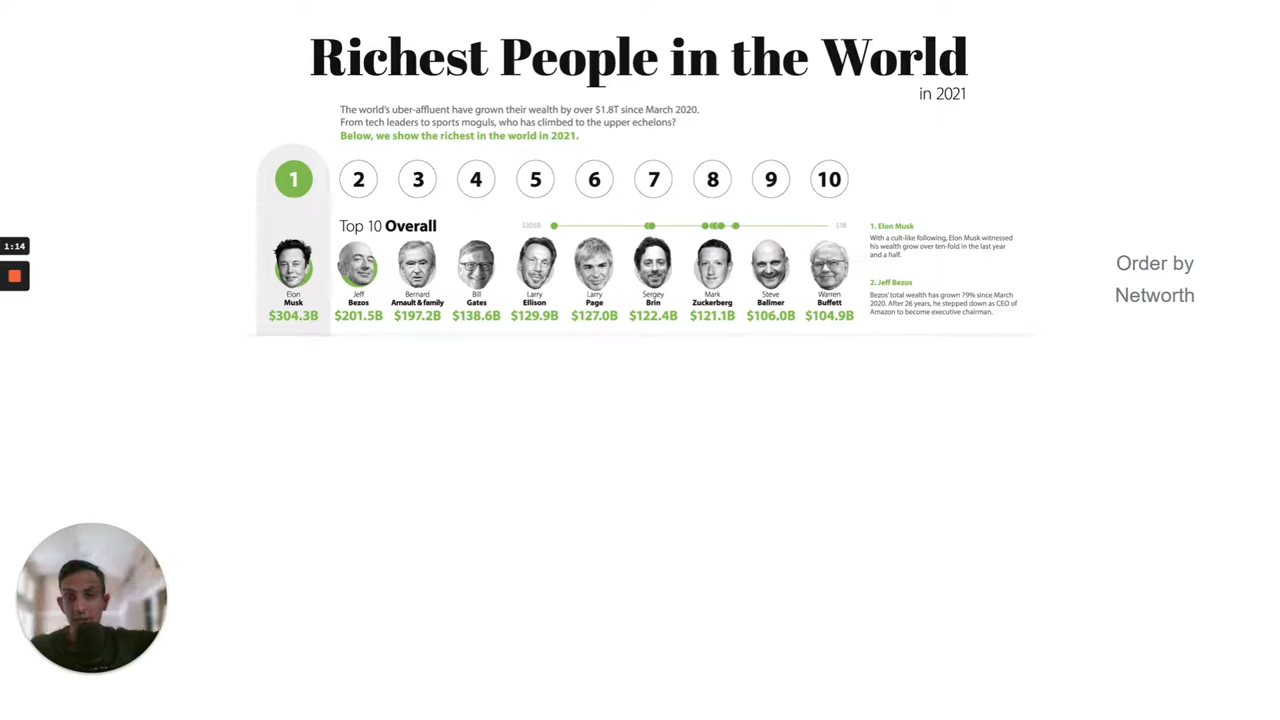 Richest People in the World
in 2021
The world's uber-affluent have grown their wealth by over $1.8T since March 2020.
From tech leaders to sports moguls, who has climbed to the upper echelons?
Below, we show the richest in the world in 2021.
1 2 3 4 5 6 7 8 9 10
Top 10 Overall
$305B
$1B
Elon
Musk
$304.3B
Jeff
Bezos
$201.5B
Bernard
Arnault & family
$197.2B
Bill
Gates
$138.6B
Larry
Ellison
$129.9B
Larry
Page
$127.0B
Sergey
Brin
$122.4B
Mark
Zuckerberg
$121.1B
Steve
Ballmer
$106.0B
Warren
Buffett
$104.9B
1. Elon Musk
With a cult-like following, Elon Musk witnessed
his wealth grow over ten-fold in the last year
and a half.
2. Jeff Bezos
Bezos' total wealth has grown 79% since March
2020. After 26 years, he stepped down as CEO of
Amazon to become executive chairman.
Order by
Networth
1:14